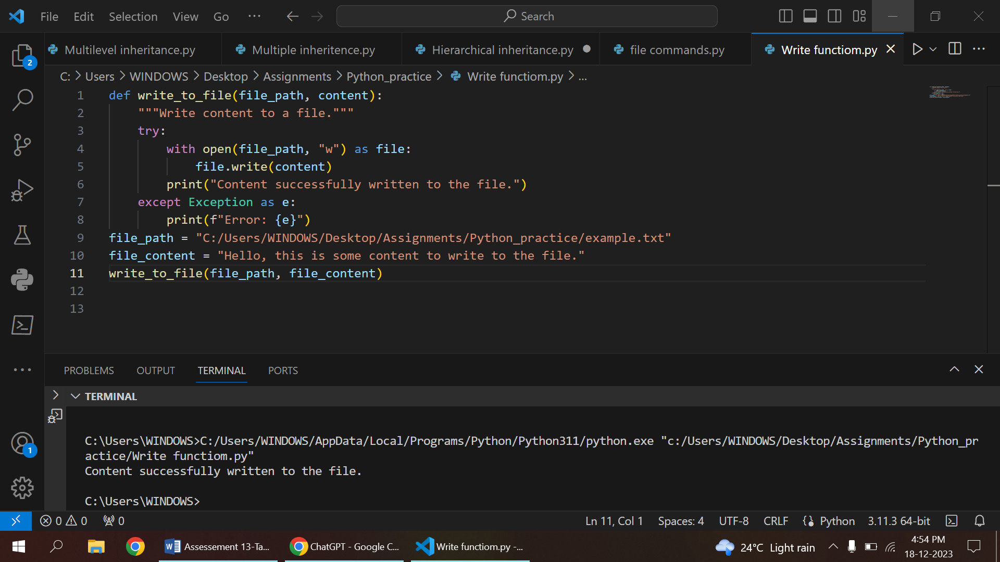 File Edit Selection View Go ··· Search
Multilevel inheritance.py Multiple inheritence.py Hierarchical inheritance.py file commands.py Write functiom.py
2
C: > Users > WINDOWS > Desktop > Assignments > Python_practice > Write functiom.py > ...
1 def write_to_file(file_path, content):
2 """Write content to a file."""
3 try:
4 with open(file_path, "w") as file:
5 file.write(content)
6 print("Content successfully written to the file.")
7 except Exception as e:
8 print(f"Error: {e}")
9 file_path = "C:/Users/WINDOWS/Desktop/Assignments/Python_practice/example.txt"
10 file_content = "Hello, this is some content to write to the file."
11 write_to_file(file_path, file_content)
12
13
PROBLEMS OUTPUT TERMINAL PORTS
TERMINAL
C:\Users\WINDOWS>C:/Users/WINDOWS/AppData/Local/Programs/Python/Python311/python.exe "c:/Users/WINDOWS/Desktop/Assignments/Python_pr
actice/Write functiom.py"
Content successfully written to the file.
1
C:\Users\WINDOWS>
0 0 0 Ln 11, Col 1 Spaces: 4 UTF-8 CRLF {} Python 3.11.3 64-bit
Assessement 13-Ta... ChatGPT - Google C... Write functiom.py -... 24°C Light rain 4:54 PM
18-12-2023